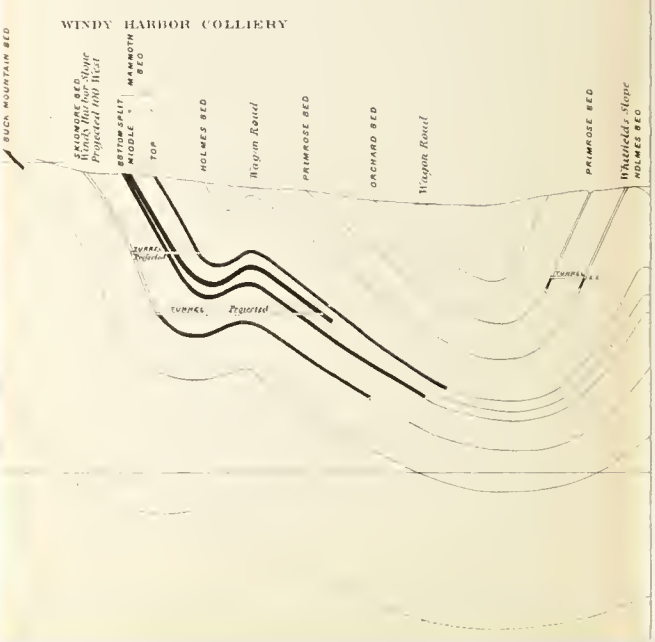 WINDY HARBOR COLLIERY
BUCK MOUNTAIN BED
SKIDMORE BED
Windy Harbor Slope
Projected 100 West
BOTTOM SPLIT
MIDDLE "
MAMMOTH
BED
TOP "
HOLMES BED
Wagon Road
PRIMROSE BED
ORCHARD BED
Wagon Road
PRIMROSE BED
Whitfield's Slope
HOLMES BED
TUNNEL
Projected
TUNNEL Projected
TUNNEL